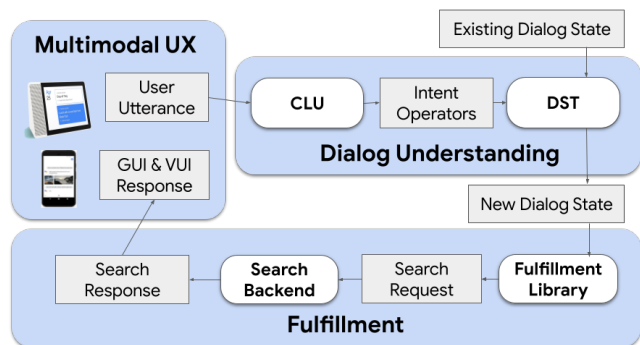 Multimodal UX
User
Utterance
GUI & VUI
Response
Existing Dialog State
CLU
Intent
Operators
DST
Dialog Understanding
New Dialog State
Search
Response
Search
Backend
Search
Request
Fulfillment
Library
Fulfillment